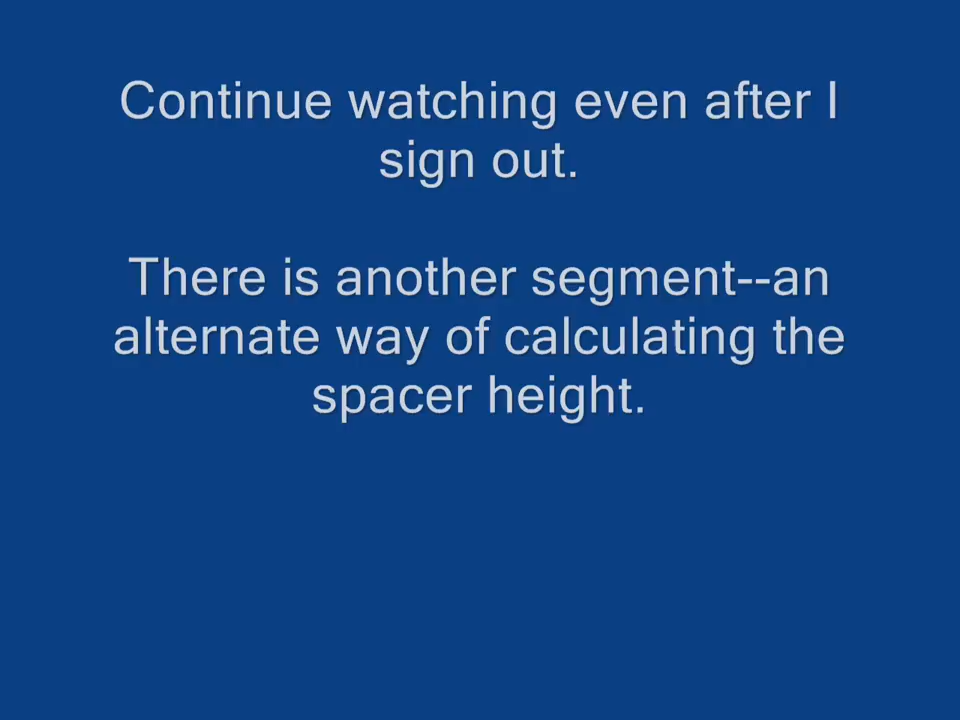 Continue watching even after I
sign out.
There is another segment--an
alternate way of calculating the
spacer height.